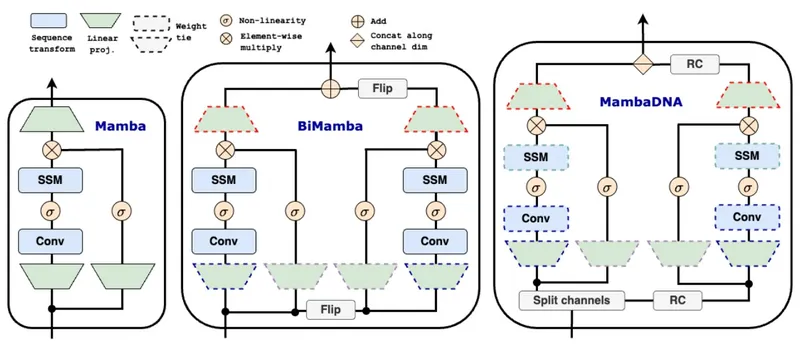 Sequence
transform
Linear
proj.
Weight
tie
σ Non-linearity
Element-wise
multiply
Add
Concat along
channel dim
Mamba
SSM
σ
σ
Conv
Flip
BiMamba
SSM
SSM
σ
σ
σ
σ
Conv
Conv
Flip
RC
MambaDNA
SSM
SSM
σ
σ
σ
σ
Conv
Conv
Split channels
RC